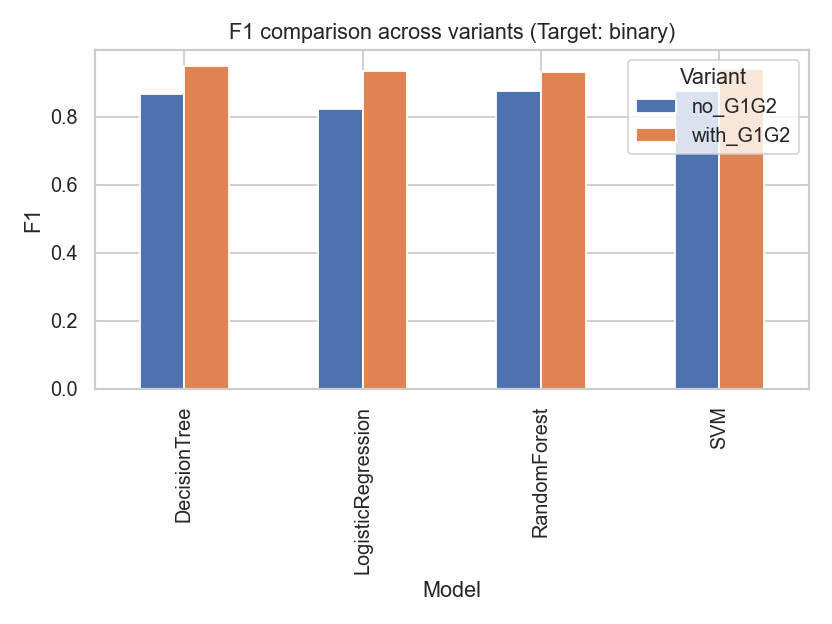 F1 comparison across variants (Target: binary)
Variant
no_G1G2
with_G1G2
F1
0.8
0.6
0.4
0.2
0.0
DecisionTree
LogisticRegression
RandomForest
SVM
Model